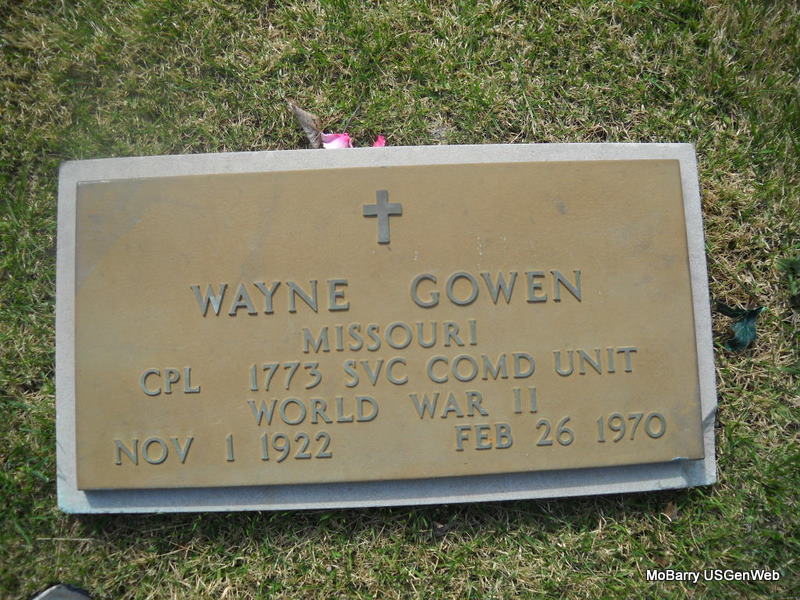 WAYNE GOWEN
MISSOURI
CPL 1773 SVC COMD UNIT
WORLD WAR II
NOV 1 1922 FEB 26 1970
MoBarry USGenWeb